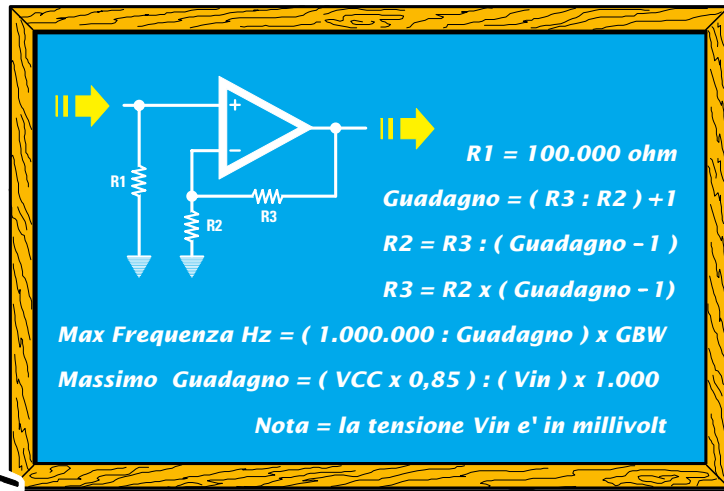 +
−
R1
R2
R3
R1 = 100.000 ohm
Guadagno = ( R3 : R2 ) +1
R2 = R3 : ( Guadagno – 1 )
R3 = R2 x ( Guadagno – 1)
Max Frequenza Hz = ( 1.000.000 : Guadagno ) x GBW
Massimo Guadagno = ( VCC x 0,85 ) : ( Vin ) x 1.000
Nota = la tensione Vin e' in millivolt